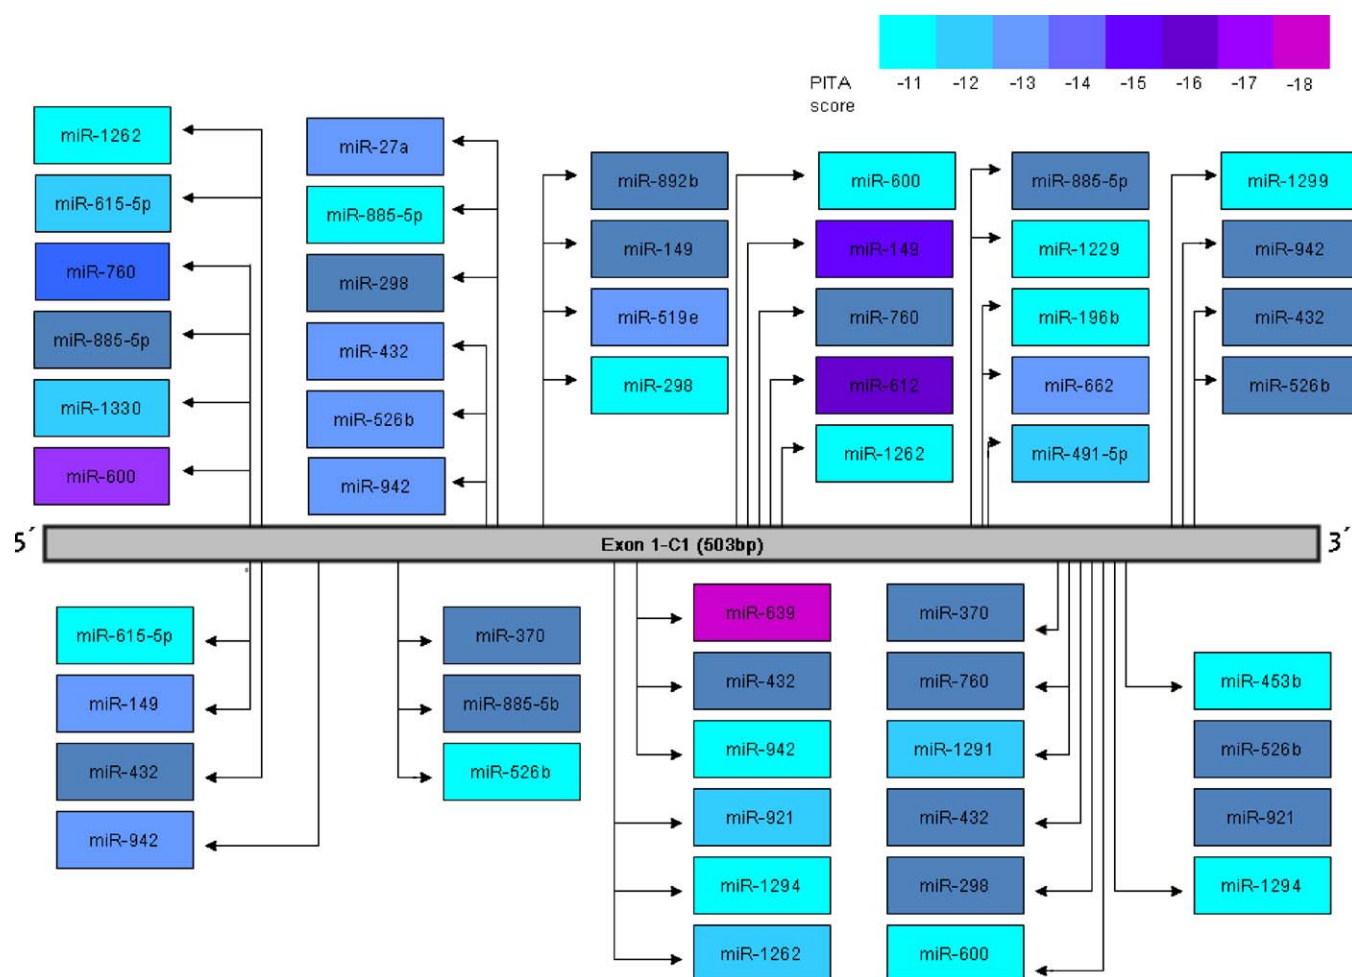 PITA score
-11 -12 -13 -14 -15 -16 -17 -18
miR-1262
miR-615-5p
miR-760
miR-885-5p
miR-1330
miR-600
miR-27a
miR-885-5p
miR-298
miR-432
miR-526b
miR-942
miR-892b
miR-149
miR-519e
miR-298
miR-600
miR-149
miR-760
miR-612
miR-1262
miR-885-5p
miR-1229
miR-196b
miR-662
miR-491-5p
miR-1299
miR-942
miR-432
miR-526b
5´ Exon 1-C1 (503bp) 3´
miR-615-5p
miR-149
miR-432
miR-942
miR-370
miR-885-5b
miR-526b
miR-639
miR-432
miR-942
miR-921
miR-1294
miR-1262
miR-370
miR-760
miR-1291
miR-432
miR-298
miR-600
miR-453b
miR-526b
miR-921
miR-1294